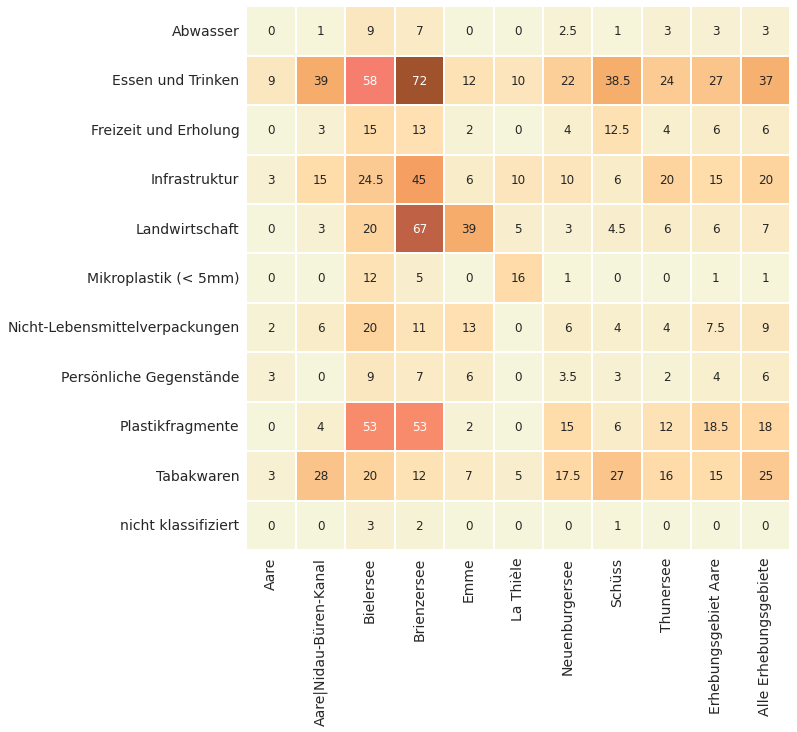 Abwasser 0 1 9 7 0 0 2.5 1 3 3 3
Essen und Trinken 9 39 58 72 12 10 22 38.5 24 27 37
Freizeit und Erholung 0 3 15 13 2 0 4 12.5 4 6 6
Infrastruktur 3 15 24.5 45 6 10 10 6 20 15 20
Landwirtschaft 0 3 20 67 39 5 3 4.5 6 6 7
Mikroplastik (< 5mm) 0 0 12 5 0 16 1 0 0 1 1
Nicht-Lebensmittelverpackungen 2 6 20 11 13 0 6 4 4 7.5 9
Persönliche Gegenstände 3 0 9 7 6 0 3.5 3 2 4 6
Plastikfragmente 0 4 53 53 2 0 15 6 12 18.5 18
Tabakwaren 3 28 20 12 7 5 17.5 27 16 15 25
nicht klassifiziert 0 0 3 2 0 0 0 1 0 0 0
Aare
Aare|Nidau-Büren-Kanal
Bielersee
Brienzersee
Emme
La Thièle
Neuenburgersee
Schüss
Thunersee
Erhebungsgebiet Aare
Alle Erhebungsgebiete